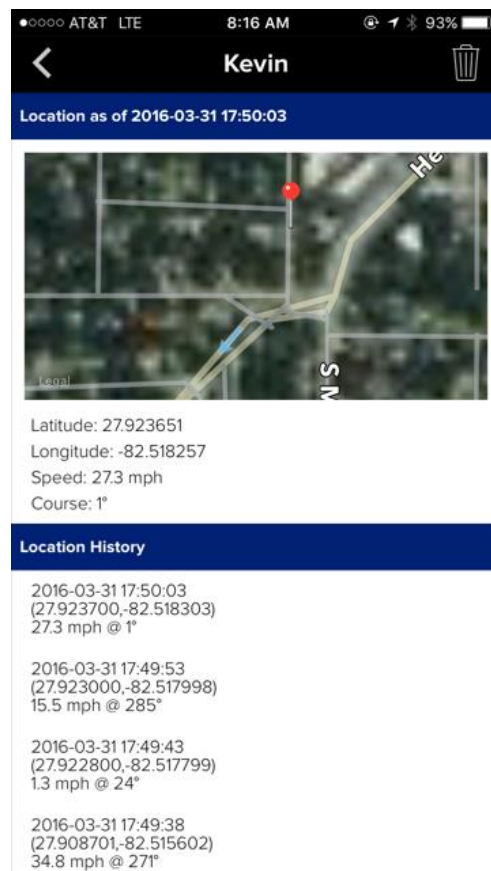 AT&T LTE 8:16 AM 93%
Kevin
Location as of 2016-03-31 17:50:03
He
S M
Legal
Latitude: 27.923651
Longitude: -82.518257
Speed: 27.3 mph
Course: 1°
Location History
2016-03-31 17:50:03
(27.923700,-82.518303)
27.3 mph @ 1°
2016-03-31 17:49:53
(27.923000,-82.517998)
15.5 mph @ 285°
2016-03-31 17:49:43
(27.922800,-82.517799)
1.3 mph @ 24°
2016-03-31 17:49:38
(27.908701,-82.515602)
34.8 mph @ 271°